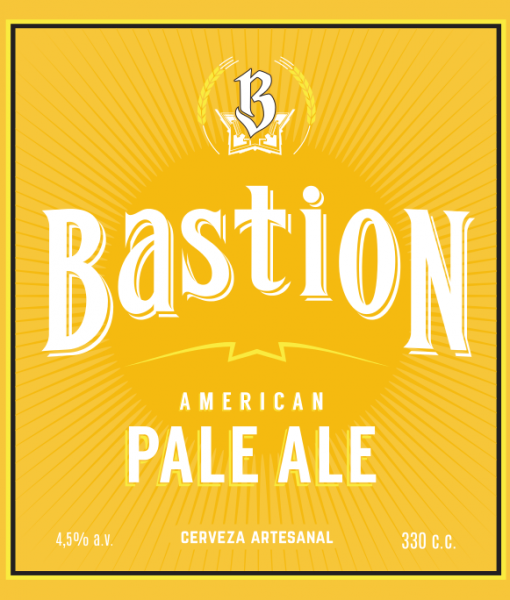 B
Bastion
AMERICAN
PALE ALE
4,5% a.v.
CERVEZA ARTESANAL
330 c.c.